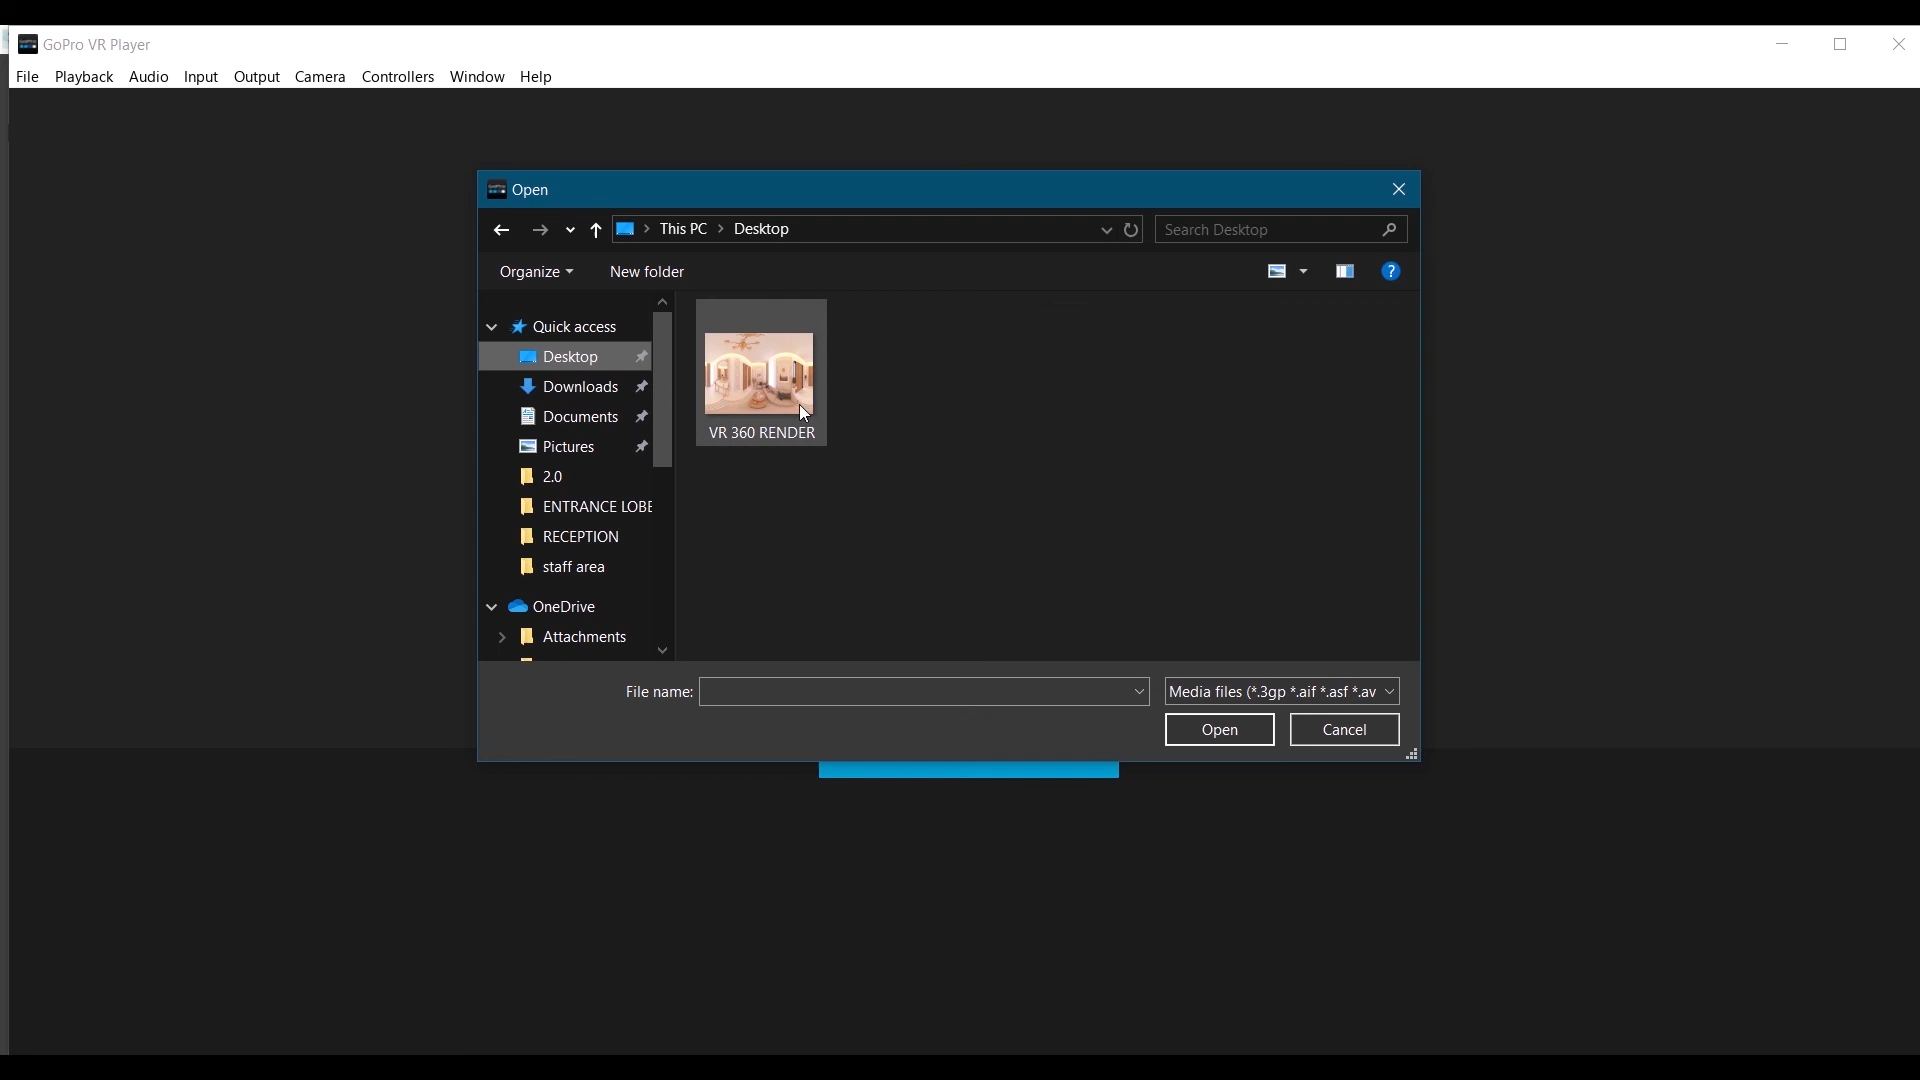 GoPro VR Player
File Playback Audio Input Output Camera Controllers Window Help
Open
This PC > Desktop
Search Desktop
Organize New folder
?
Quick access
Desktop
Downloads
Documents
Pictures
2.0
ENTRANCE LOBE
RECEPTION
staff area
OneDrive
Attachments
VR 360 RENDER
File name:
Media files (*.3gp *.aif *.asf *.av
Open Cancel